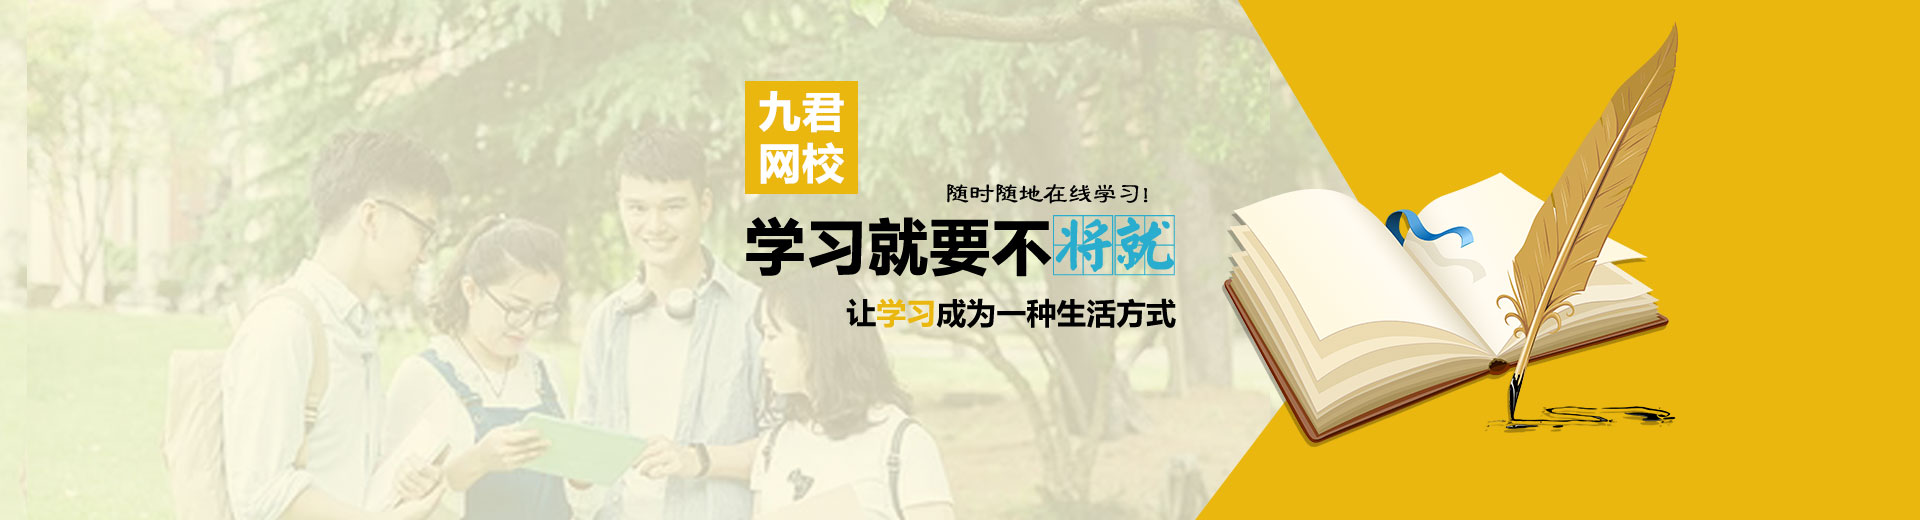 九君
网校
随时随地在线学习!
学习就要不将就
让学习成为一种生活方式